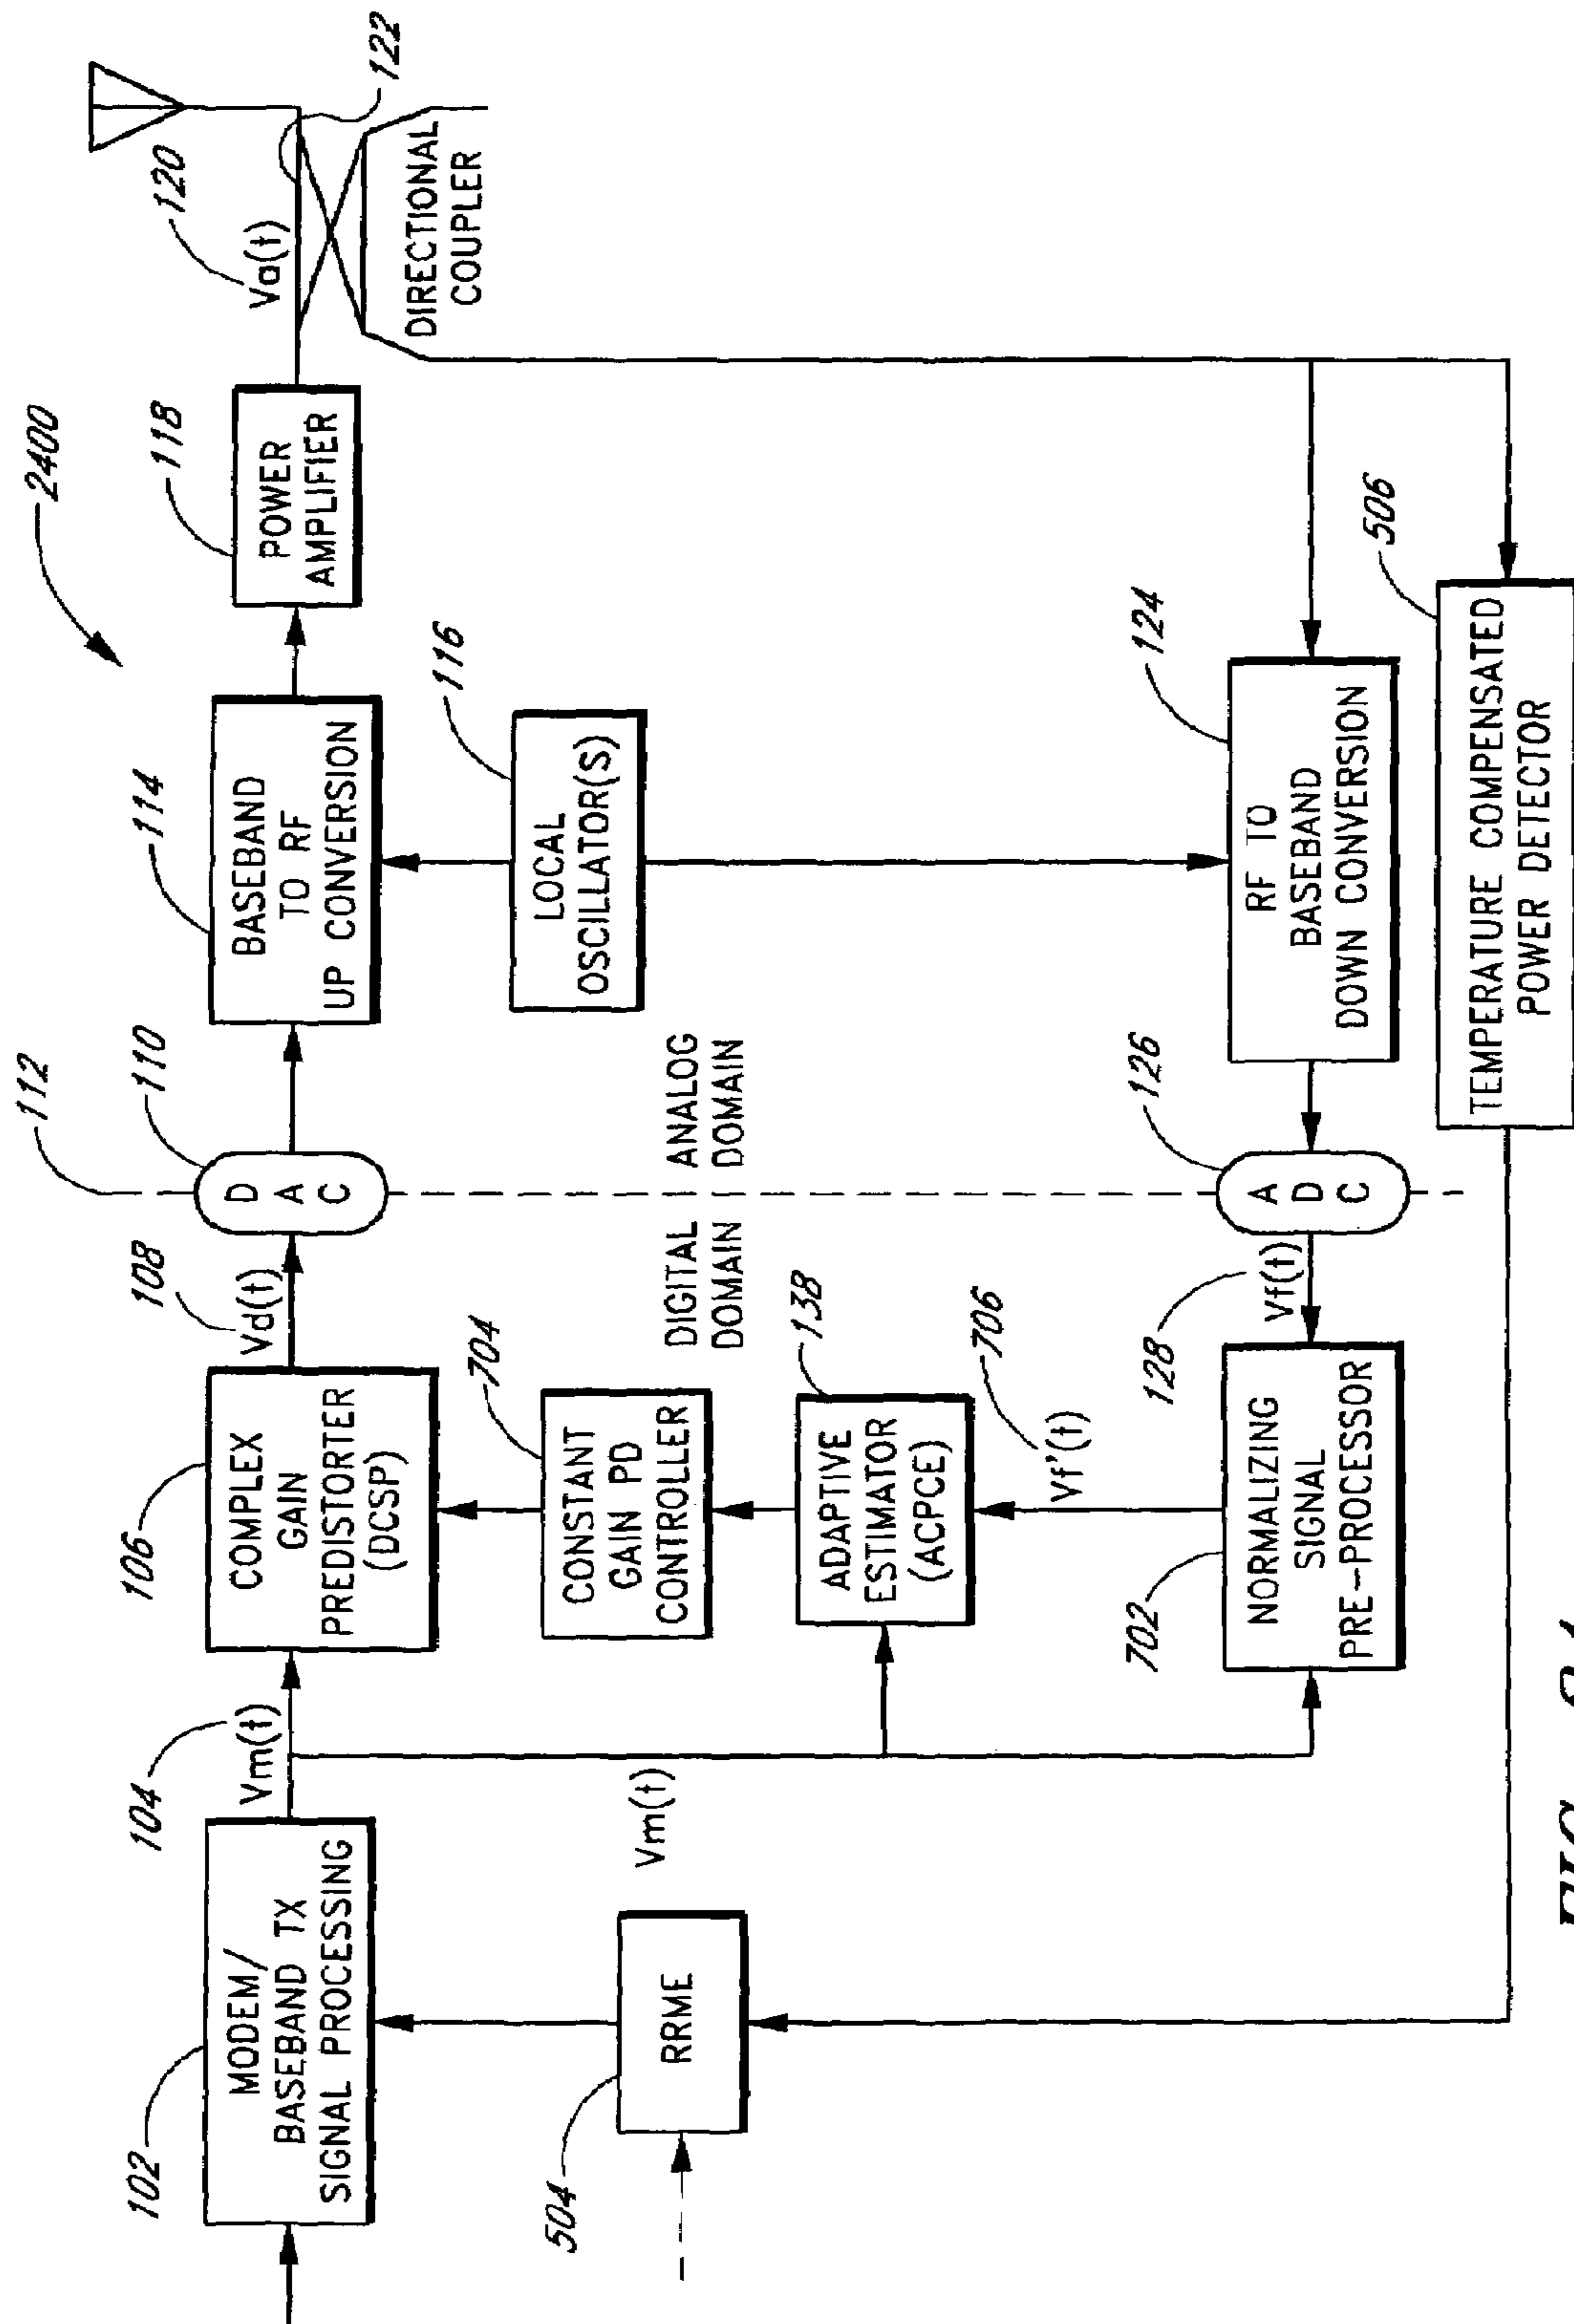 2400
112
102
MODEM/
BASEBAND TX
SIGNAL PROCESSING
104
Vm(t)
106
COMPLEX
GAIN
PREDISTORTER
(DCSP)
108
Vd(t)
110
D
A
C
114
BASEBAND
TO RF
UP CONVERSION
118
POWER
AMPLIFIER
120
Va(t)
122
DIRECTIONAL
COUPLER
504
RRME
Vm(t)
704
CONSTANT
GAIN PD
CONTROLLER
116
LOCAL
OSCILLATOR(S)
DIGITAL
DOMAIN
ANALOG
DOMAIN
138
ADAPTIVE
ESTIMATOR
(ACPCE)
706
Vf'(t)
702
NORMALIZING
SIGNAL
PRE-PROCESSOR
128
Vf(t)
126
A
D
C
124
RF TO
BASEBAND
DOWN CONVERSION
506
TEMPERATURE COMPENSATED
POWER DETECTOR
FIG.